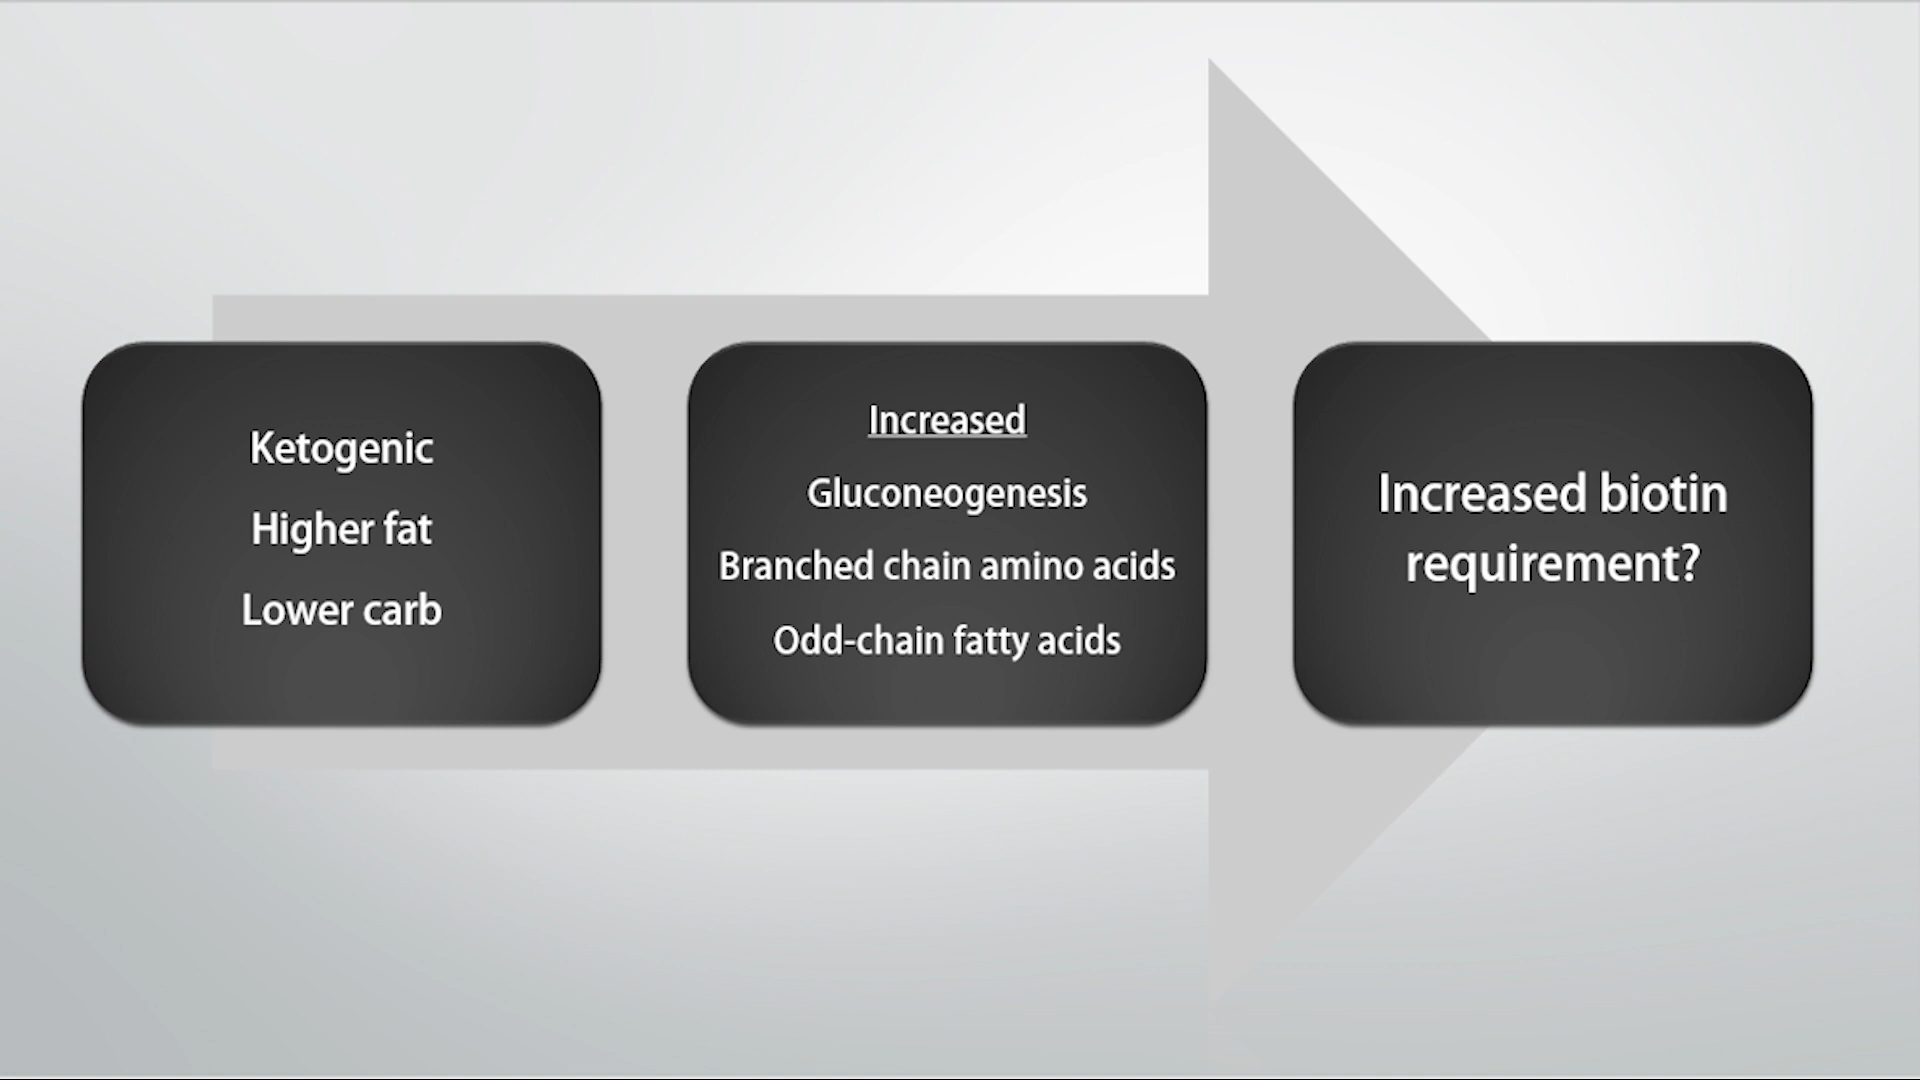 Ketogenic
Higher fat
Lower carb
Increased
Gluconeogenesis
Branched chain amino acids
Odd-chain fatty acids
Increased biotin
requirement?